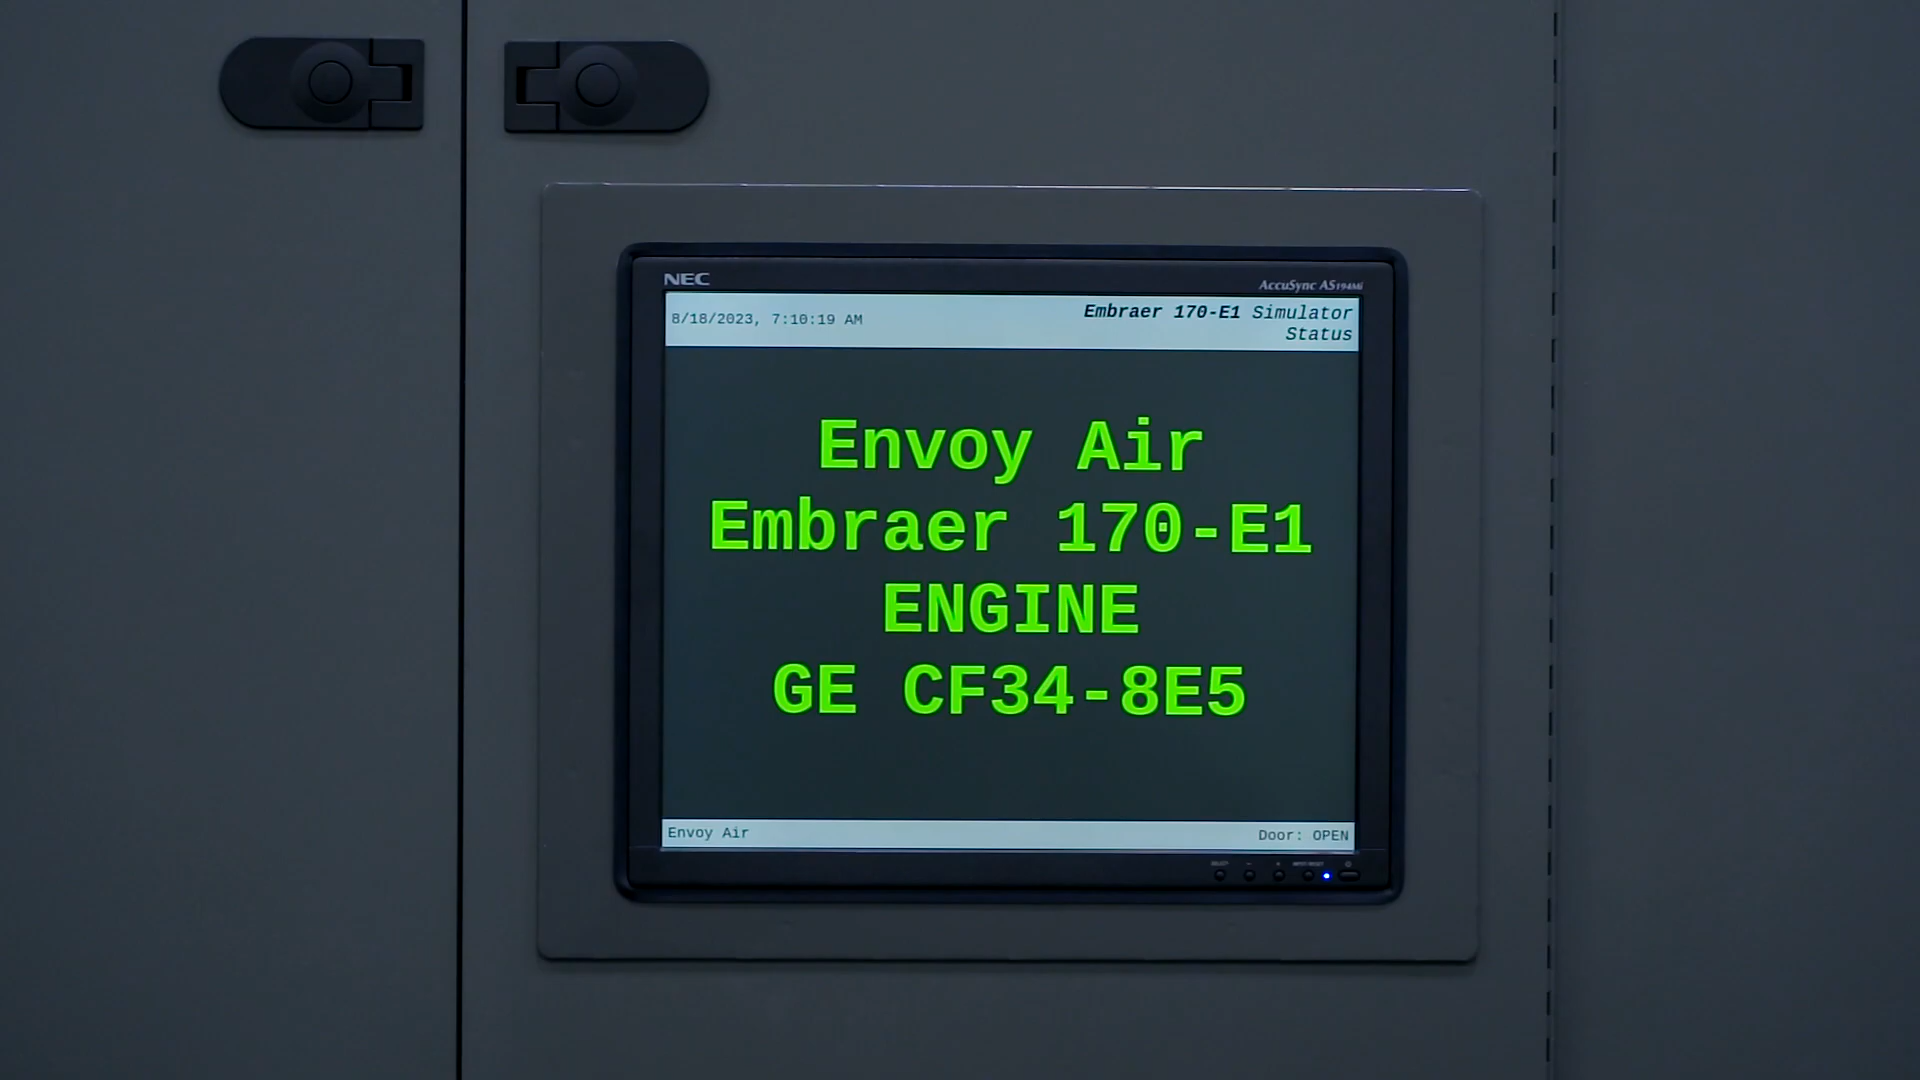 NEC
AccuSync AS194Mi
8/18/2023, 7:10:19 AM
Embraer 170-E1 Simulator
Status
Envoy Air
Embraer 170-E1
ENGINE
GE CF34-8E5
Envoy Air
Door: OPEN